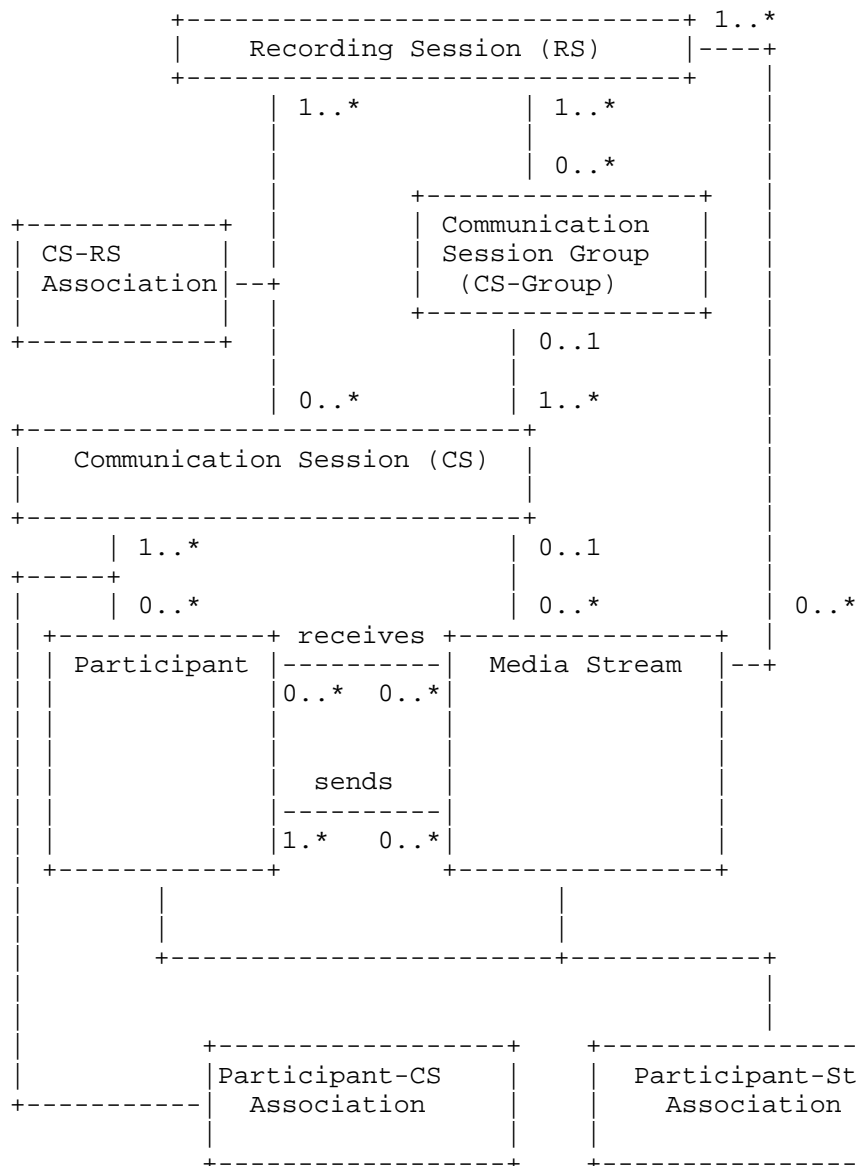 1..*
Recording Session (RS)
1..* 1..*
0..*
Communication
CS-RS Session Group
Association (CS-Group)
0..1
0..* 1..*
Communication Session (CS)
1..* 0..1
0..* 0..* 0..*
receives
Participant Media Stream
0..* 0..*
sends
1.* 0..*
Participant-CS Participant-St
Association Association